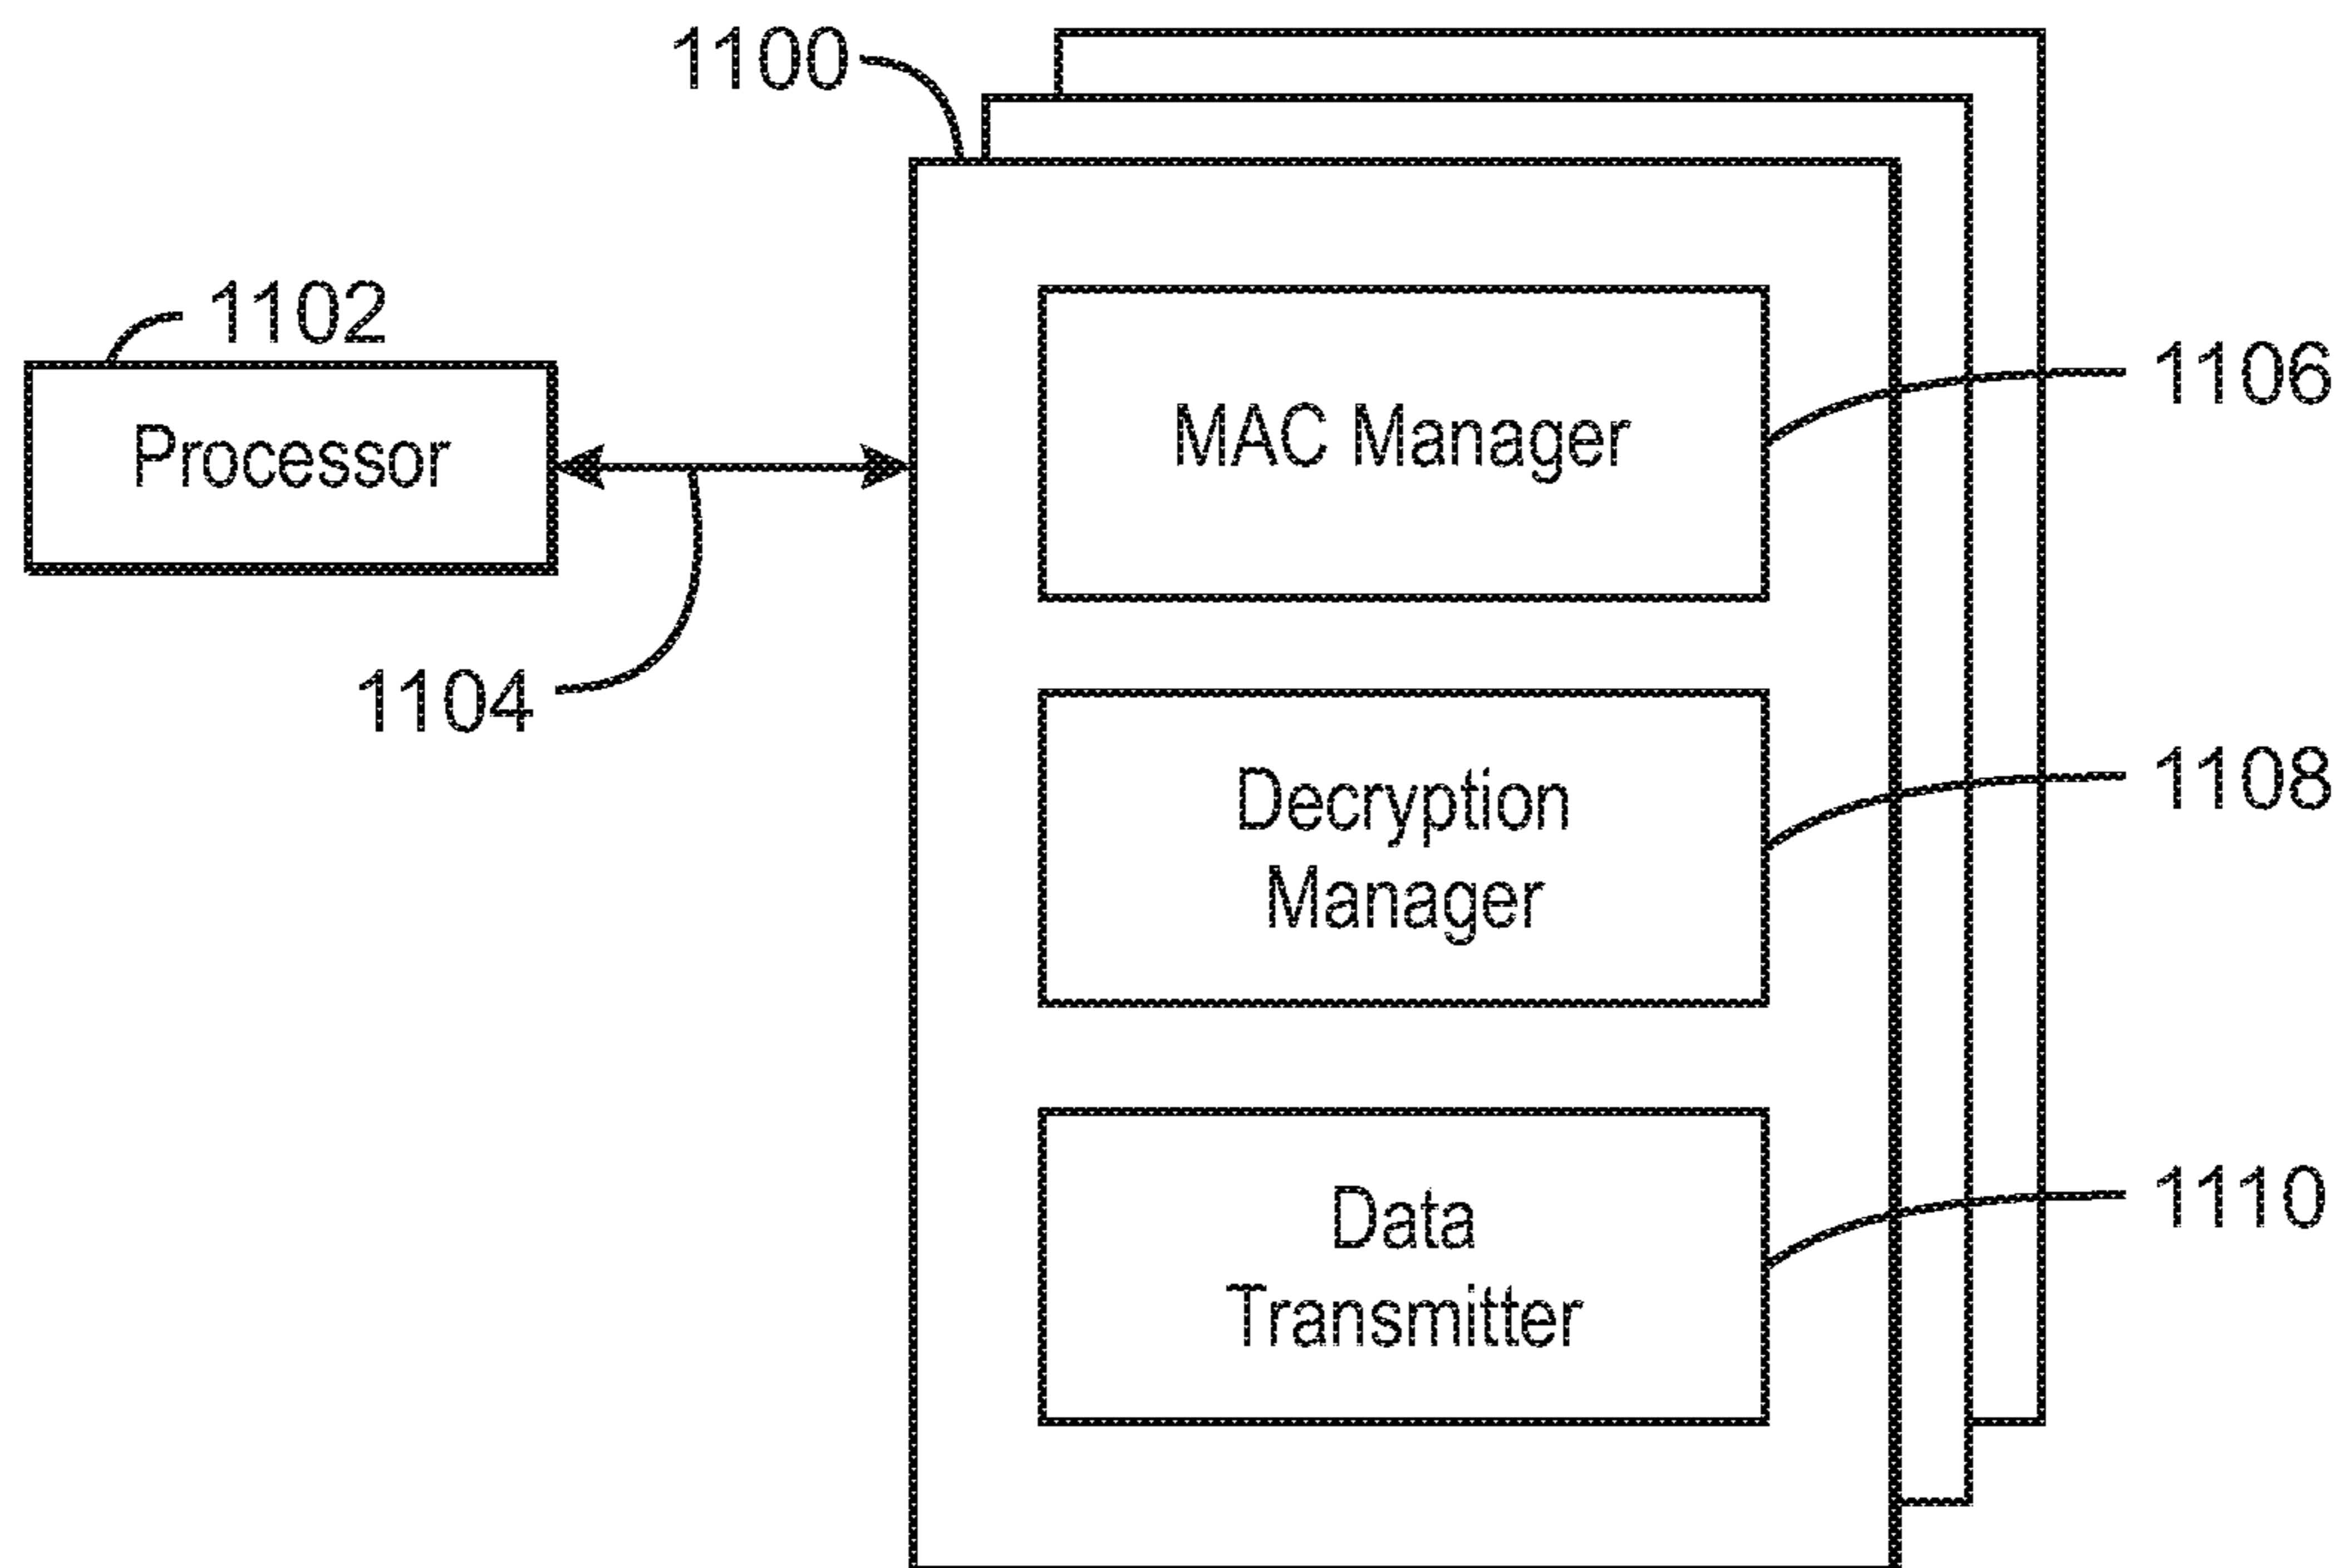 1100
1102
Processor
1104
MAC Manager
1106
Decryption
Manager
1108
Data
Transmitter
1110